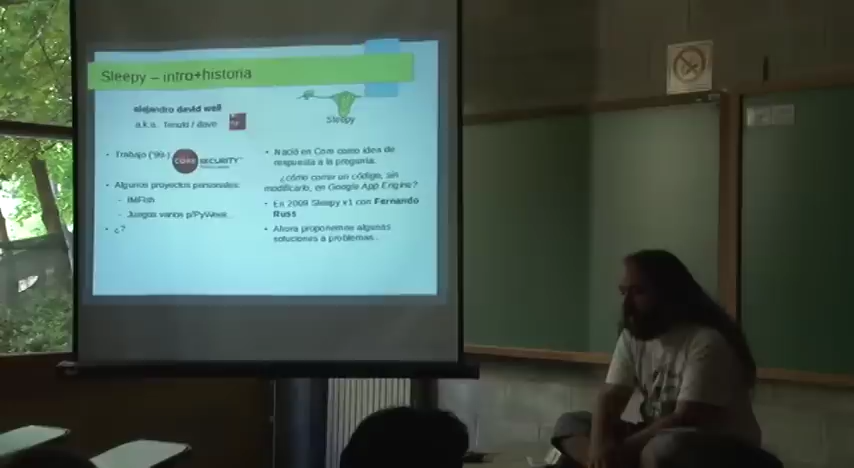 Sleepy – intro+historia
alejandro david weil
a.k.a. Tenuki / dave
Trabajo ('99-)
CORE SECURITY
Algunos proyectos personales:
Juegos varios p/PyWeek...
¿?
Sleepy
Nació en Core como idea de
respuesta a la pregunta:
¿cómo correr un código, sin
modificarlo, en Google App Engine?
En 2009 Sleepy v1 con Fernando
Russ
Ahora proponemos algunas
soluciones a problemas...